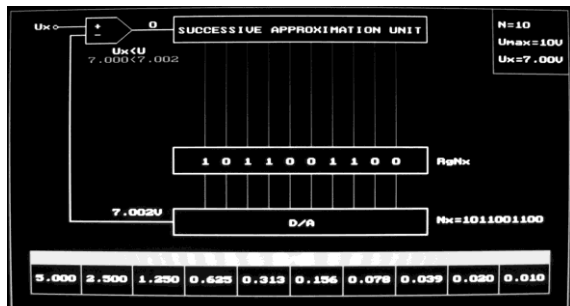 Ux
+
-
0
SUCCESSIVE APPROXIMATION UNIT
N=10
Umax=10V
Ux=7.00V
Ux<U
7.000<7.002
1 0 1 1 0 0 1 1 0 0
RgNx
7.002V
D/A
Nx=1011001100
5.000 2.500 1.250 0.625 0.313 0.156 0.078 0.039 0.020 0.010